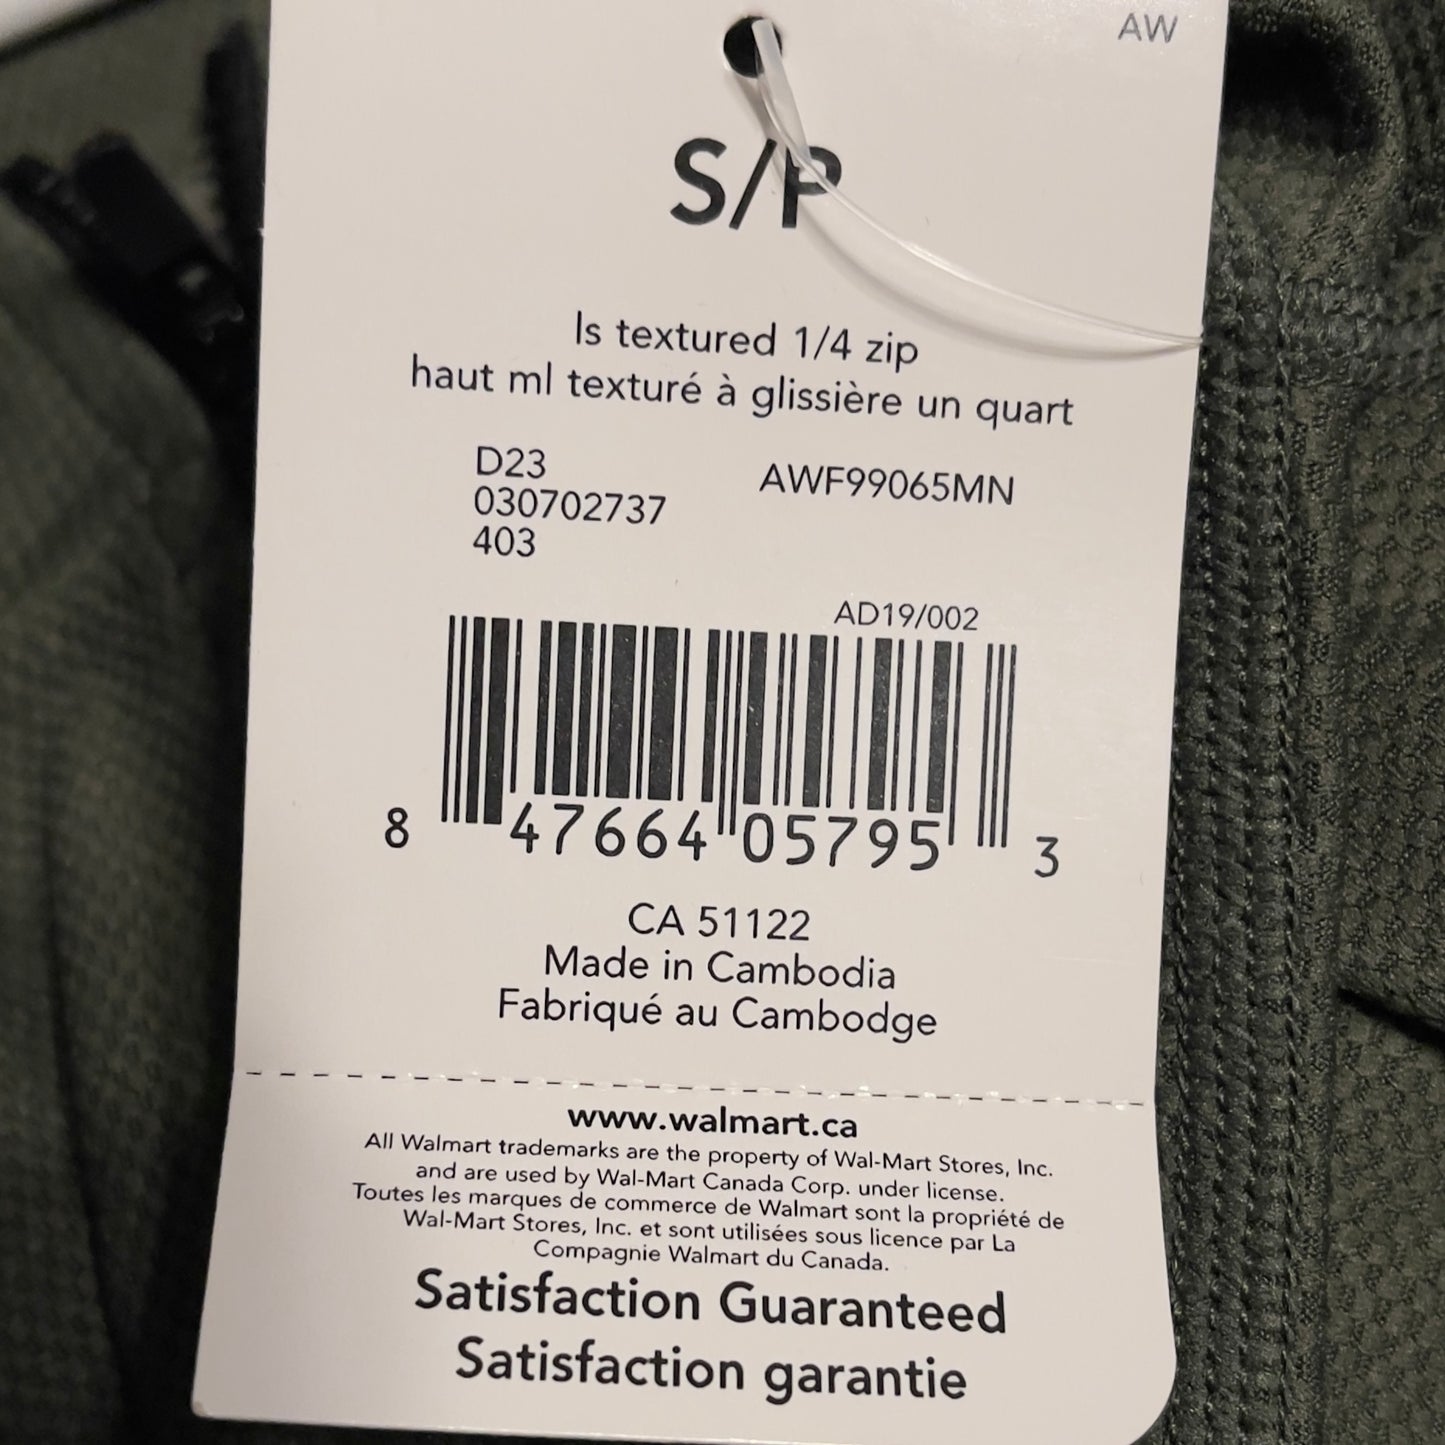 AW
S/P
ls textured 1/4 zip
haut ml texturé à glissière un quart
D23
030702737
403
AWF99065MN
AD19/002
8 47664 05795 3
CA 51122
Made in Cambodia
Fabriqué au Cambodge
www.walmart.ca
All Walmart trademarks are the property of Wal-Mart Stores, Inc.
and are used by Wal-Mart Canada Corp. under license.
Toutes les marques de commerce de Walmart sont la propriété de
Wal-Mart Stores, Inc. et sont utilisées sous licence par La
Compagnie Walmart du Canada.
Satisfaction Guaranteed
Satisfaction garantie